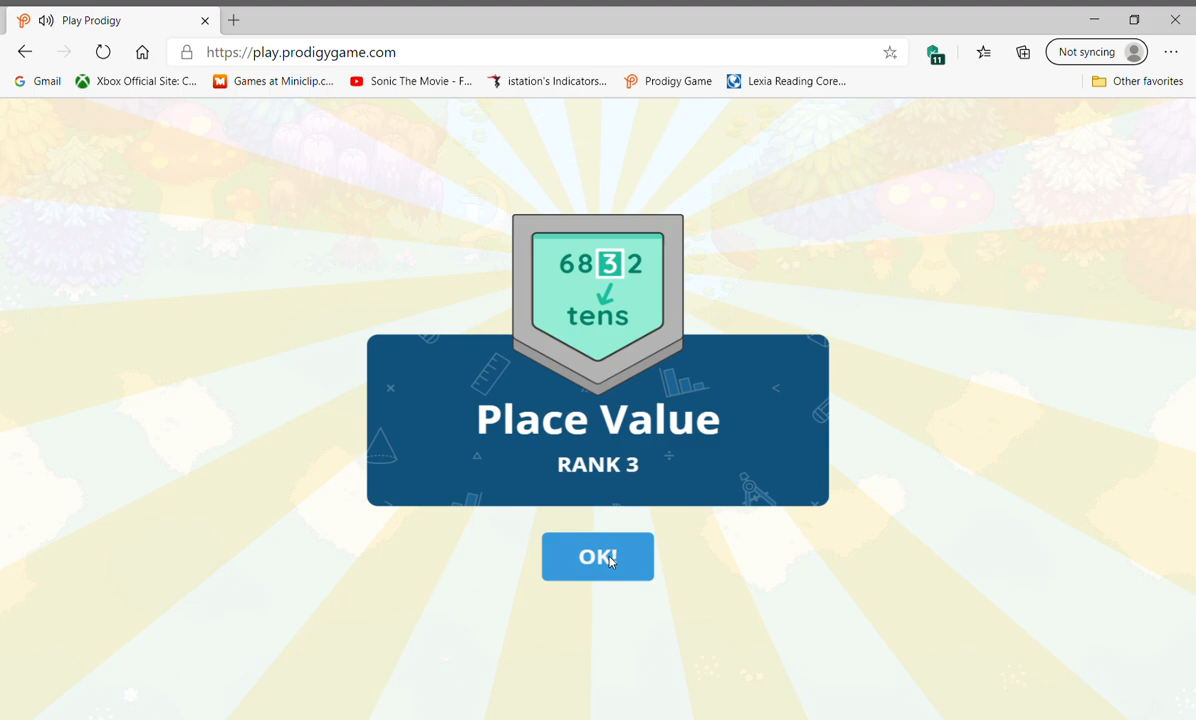 Play Prodigy
https://play.prodigygame.com
11
Not syncing
Gmail
Xbox Official Site: C...
Games at Miniclip.c...
Sonic The Movie - F...
istation's Indicators...
Prodigy Game
Lexia Reading Core...
Other favorites
6832
tens
Place Value
RANK 3
OK!